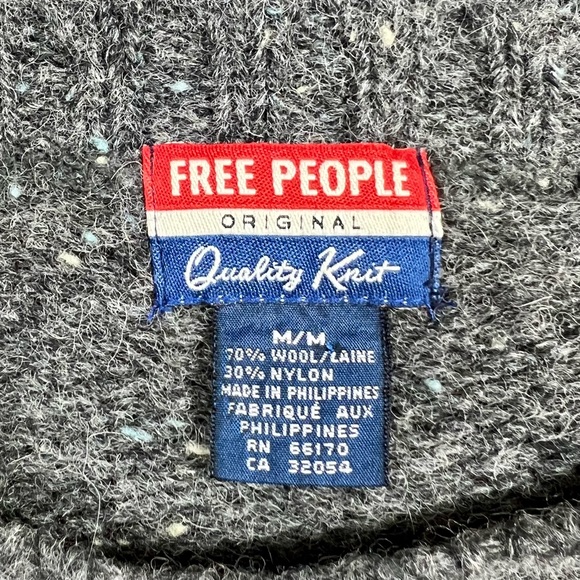 FREE PEOPLE
ORIGINAL
Quality Knit
M/M
70% WOOL/LAINE
30% NYLON
MADE IN PHILIPPINES
FABRIQUÉ AUX
PHILIPPINES
RN 66170
CA 32054